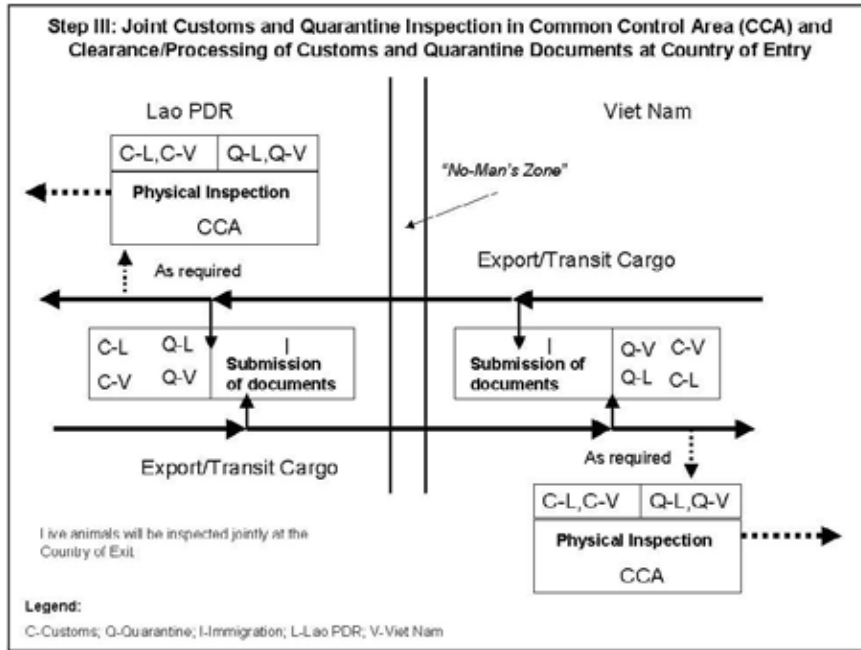 Step III: Joint Customs and Quarantine Inspection in Common Control Area (CCA) and
Clearance/Processing of Customs and Quarantine Documents at Country of Entry
Lao PDR
Viet Nam
C-L,C-V
Q-L,Q-V
Physical Inspection
CCA
"No-Man's Zone"
As required
Export/Transit Cargo
C-L
Q-L
I
C-V
Q-V
Submission
of documents
I
Submission of
documents
Q-V
C-V
Q-L
C-L
Export/Transit Cargo
As required
C-L,C-V
Q-L,Q-V
Physical Inspection
CCA
Live animals will be inspected jointly at the
Country of Exit
Legend:
C-Customs; Q-Quarantine; I-Immigration; L-Lao PDR; V-Viet Nam